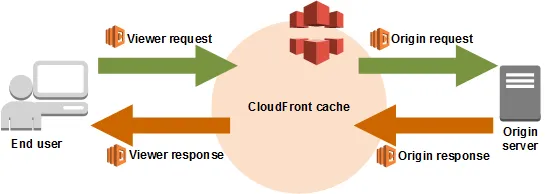 Viewer request
Origin request
CloudFront cache
End user
Viewer response
Origin response
Origin
server